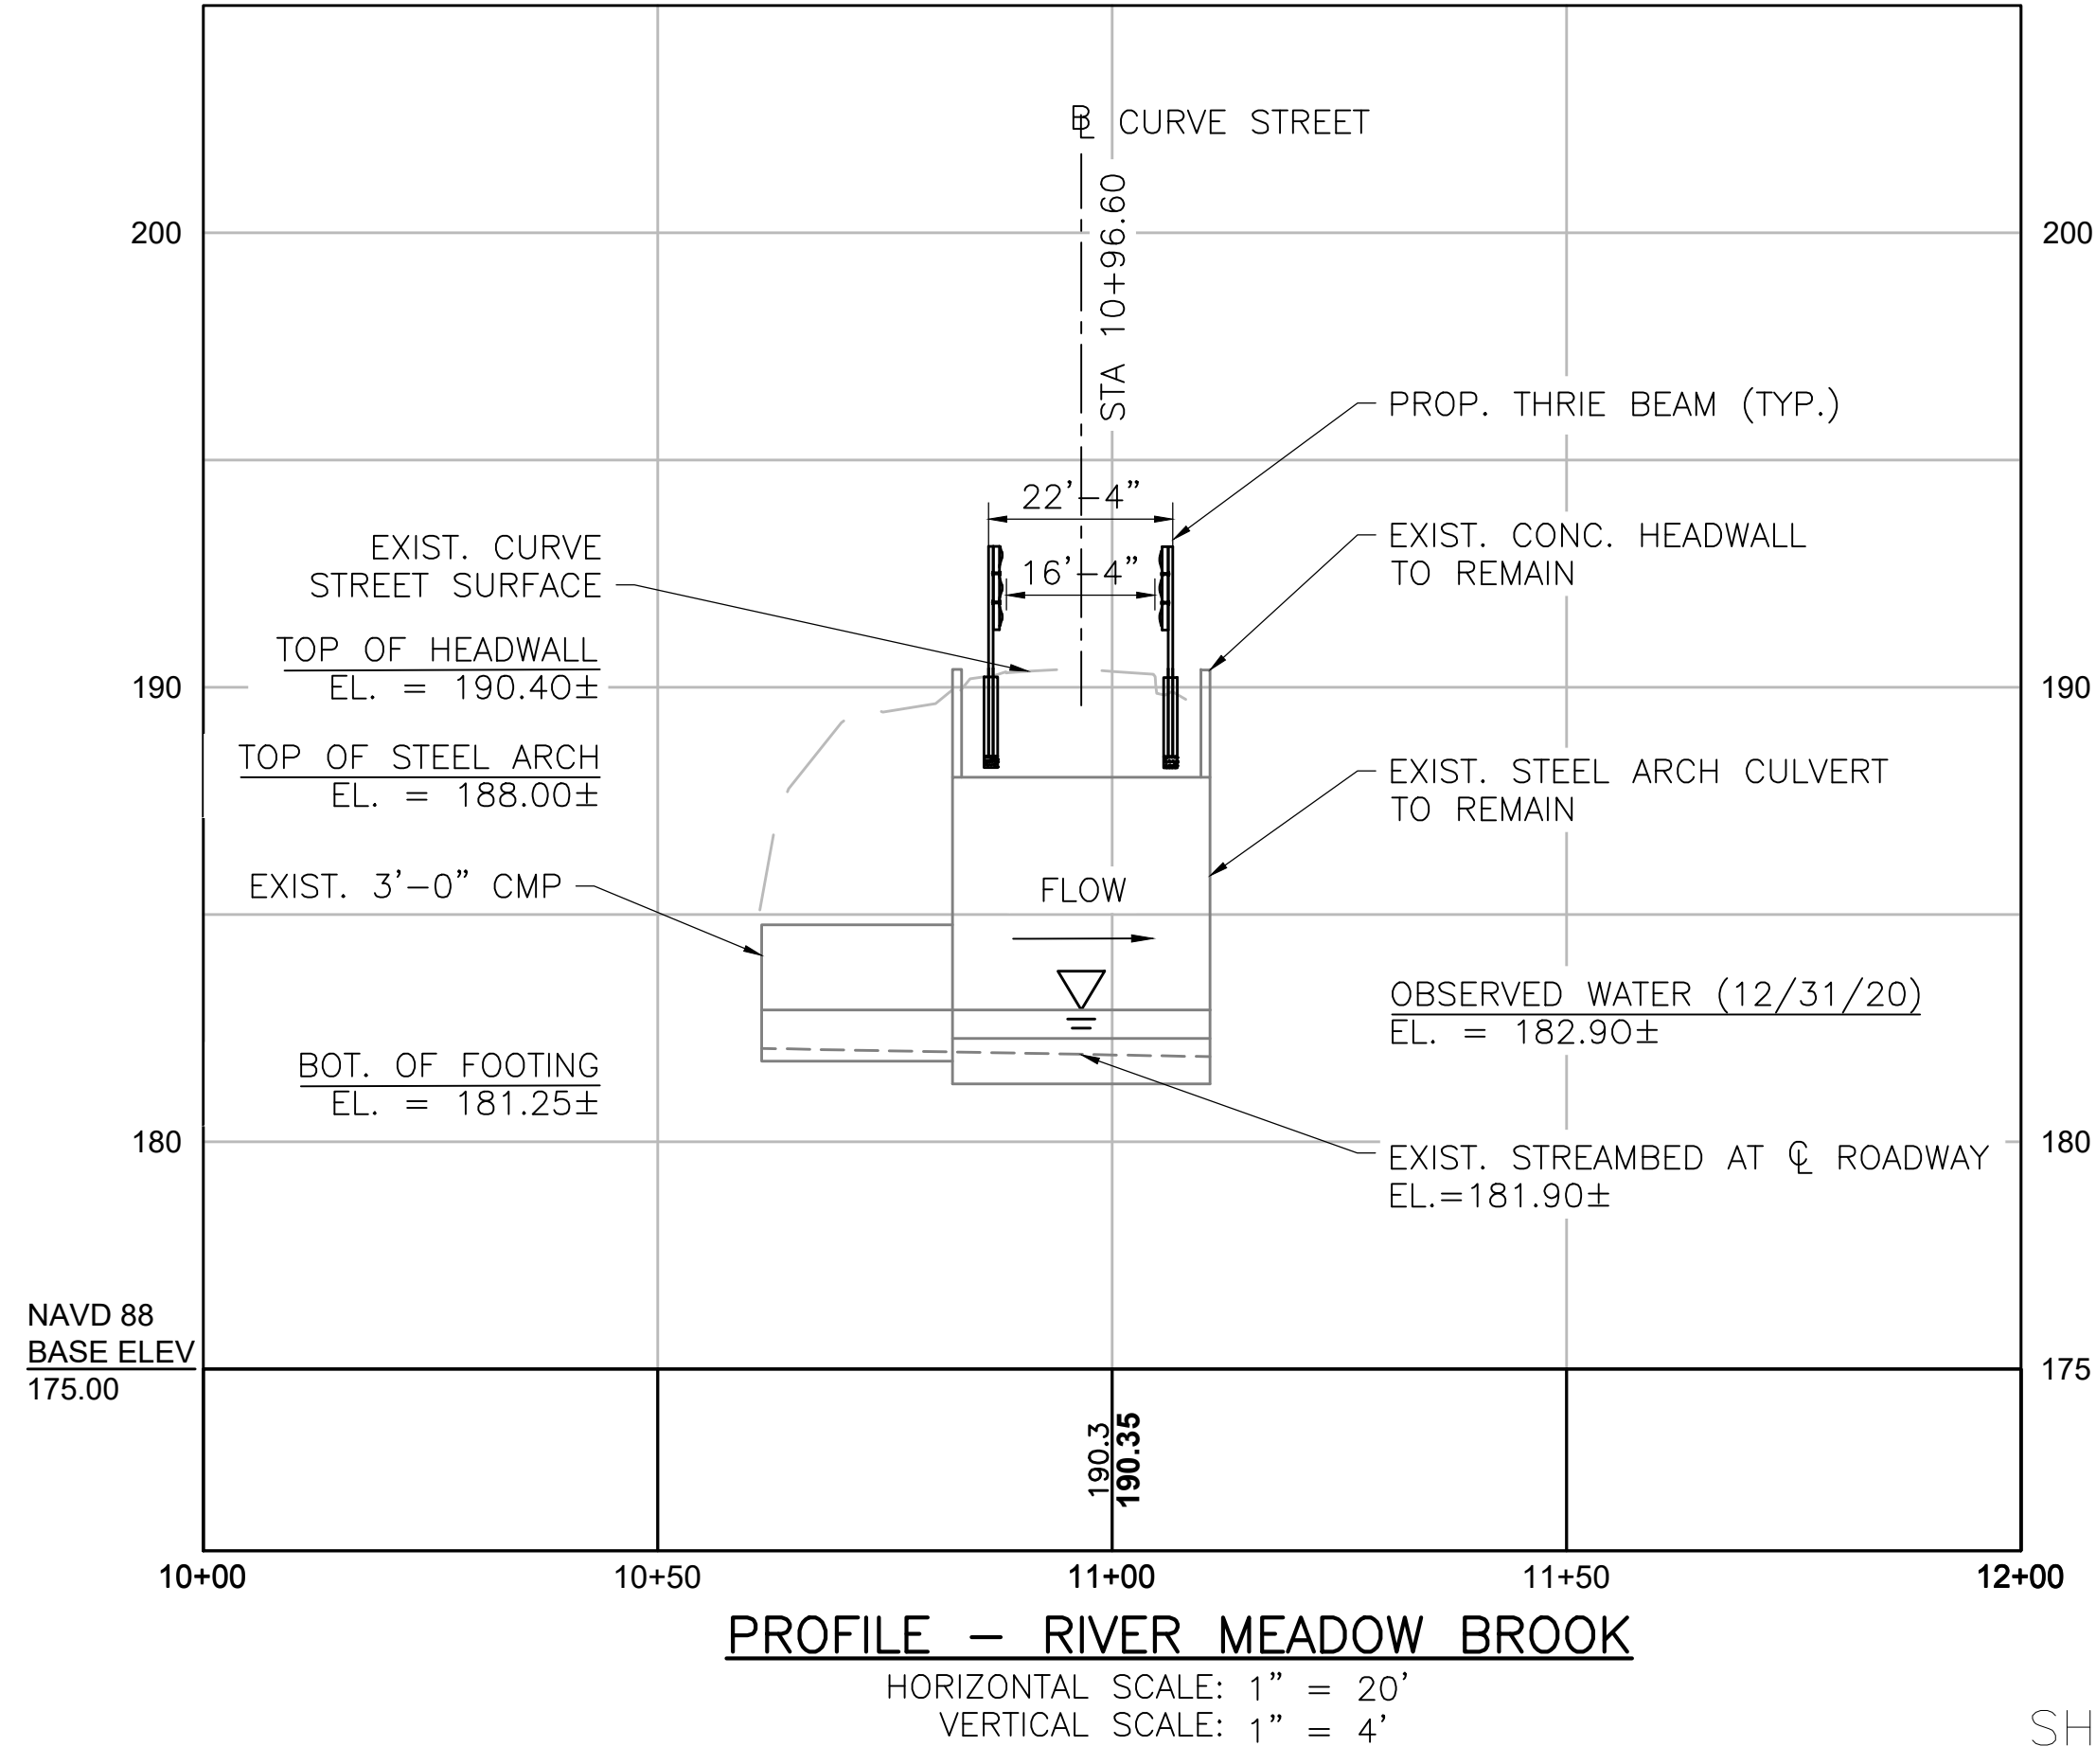 ℄ CURVE STREET
STA 10+96.60
200
200
PROP. THRIE BEAM (TYP.)
22'-4"
EXIST. CONC. HEADWALL
TO REMAIN
16'-4"
EXIST. CURVE
STREET SURFACE
TOP OF HEADWALL
EL. = 190.40±
190
190
TOP OF STEEL ARCH
EL. = 188.00±
EXIST. STEEL ARCH CULVERT
TO REMAIN
EXIST. 3'-0" CMP
FLOW
OBSERVED WATER (12/31/20)
EL. = 182.90±
BOT. OF FOOTING
EL. = 181.25±
180
180
EXIST. STREAMBED AT ℄ ROADWAY
EL.=181.90±
NAVD 88
BASE ELEV
175.00
175
190.3
190.35
10+00
10+50
11+00
11+50
12+00
PROFILE - RIVER MEADOW BROOK
HORIZONTAL SCALE: 1" = 20'
VERTICAL SCALE: 1" = 4'
SH